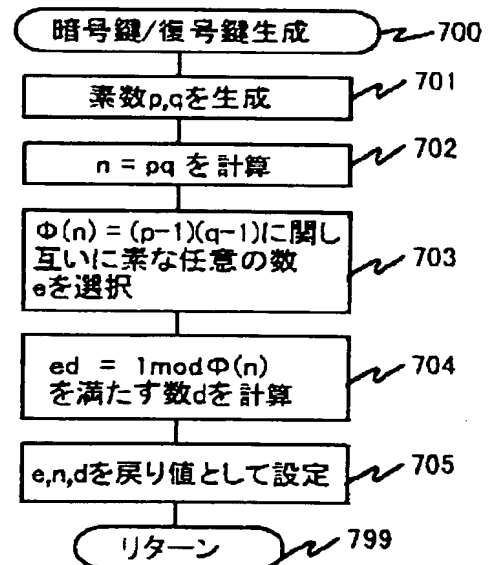 暗号鍵/復号鍵生成
700
素数p,qを生成
701
n = pq を計算
702
Φ(n) = (p-1)(q-1)に関し
互いに素な任意の数
eを選択
703
ed = 1modΦ(n)
を満たす数dを計算
704
e,n,dを戻り値として設定
705
リターン
799